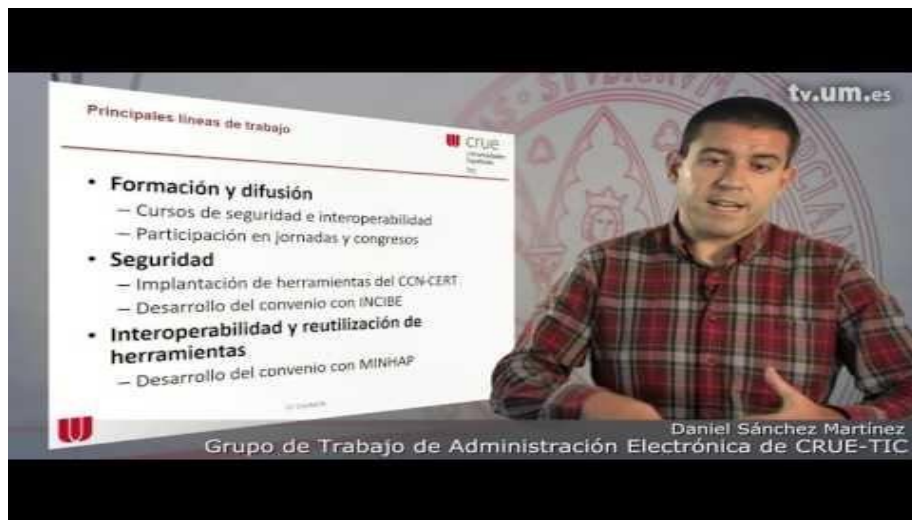 tv.um.es
Principales líneas de trabajo
crue
Universidades
Españolas
• Formación y difusión
– Cursos de seguridad e interoperabilidad
– Participación en jornadas y congresos
• Seguridad
– Implantación de herramientas del CCN-CERT
– Desarrollo del convenio con INCIBE
• Interoperabilidad y reutilización de
herramientas
– Desarrollo del convenio con MINHAP
Daniel Sánchez Martínez
Grupo de Trabajo de Administración Electrónica de CRUE-TIC